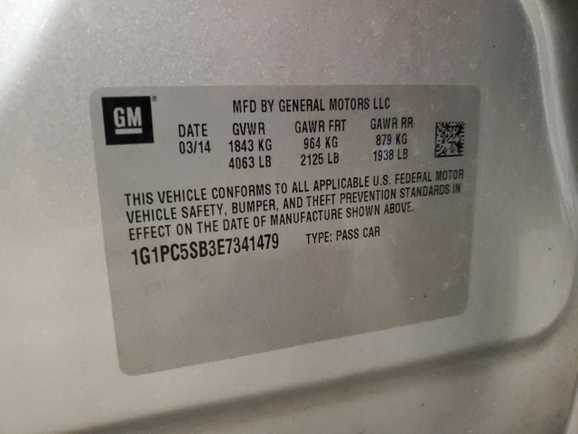 GM
MFD BY GENERAL MOTORS LLC
DATE GVWR GAWR FRT GAWR RR
03/14 1843 KG 964 KG 879 KG
4063 LB 2125 LB 1938 LB
THIS VEHICLE CONFORMS TO ALL APPLICABLE U.S. FEDERAL MOTOR
VEHICLE SAFETY, BUMPER, AND THEFT PREVENTION STANDARDS IN
EFFECT ON THE DATE OF MANUFACTURE SHOWN ABOVE.
1G1PC5SB3E7341479 TYPE: PASS CAR